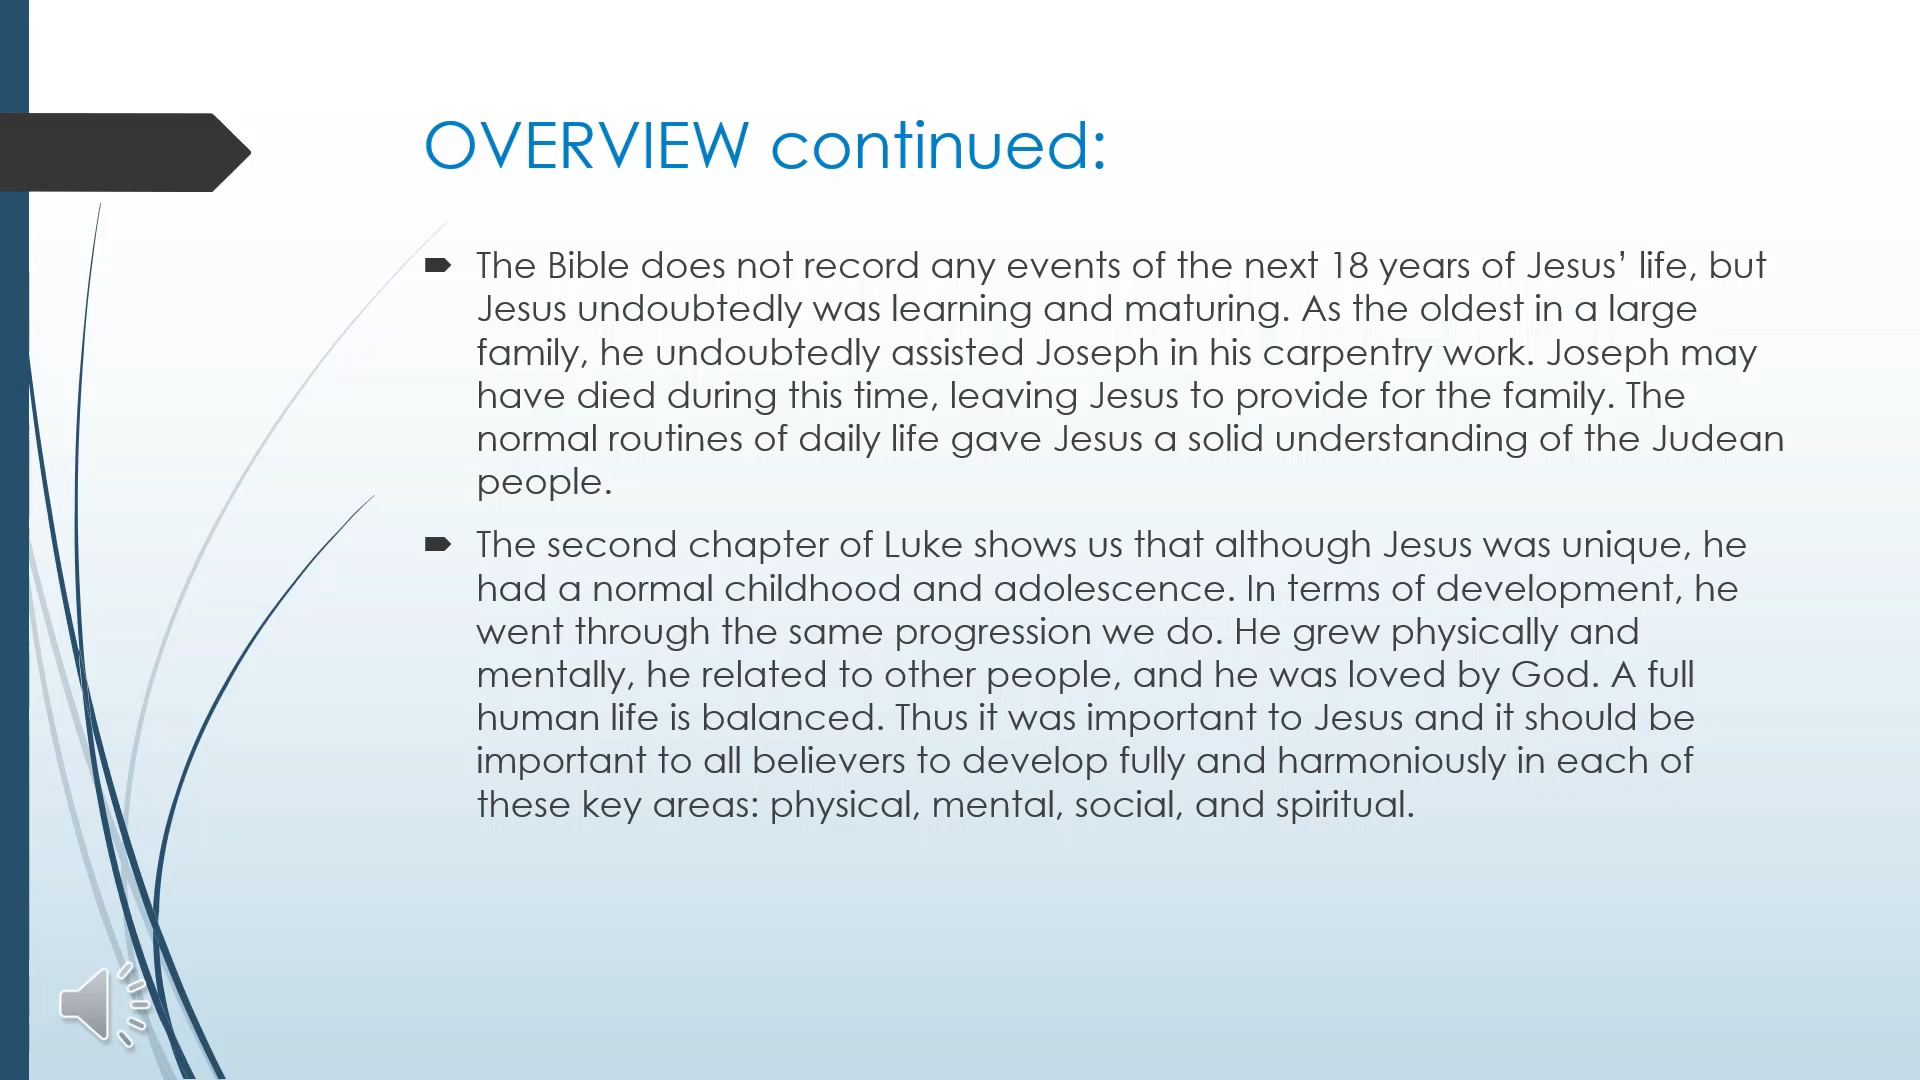 OVERVIEW continued:
The Bible does not record any events of the next 18 years of Jesus’ life, but
Jesus undoubtedly was learning and maturing. As the oldest in a large
family, he undoubtedly assisted Joseph in his carpentry work. Joseph may
have died during this time, leaving Jesus to provide for the family. The
normal routines of daily life gave Jesus a solid understanding of the Judean
people.
The second chapter of Luke shows us that although Jesus was unique, he
had a normal childhood and adolescence. In terms of development, he
went through the same progression we do. He grew physically and
mentally, he related to other people, and he was loved by God. A full
human life is balanced. Thus it was important to Jesus and it should be
important to all believers to develop fully and harmoniously in each of
these key areas: physical, mental, social, and spiritual.